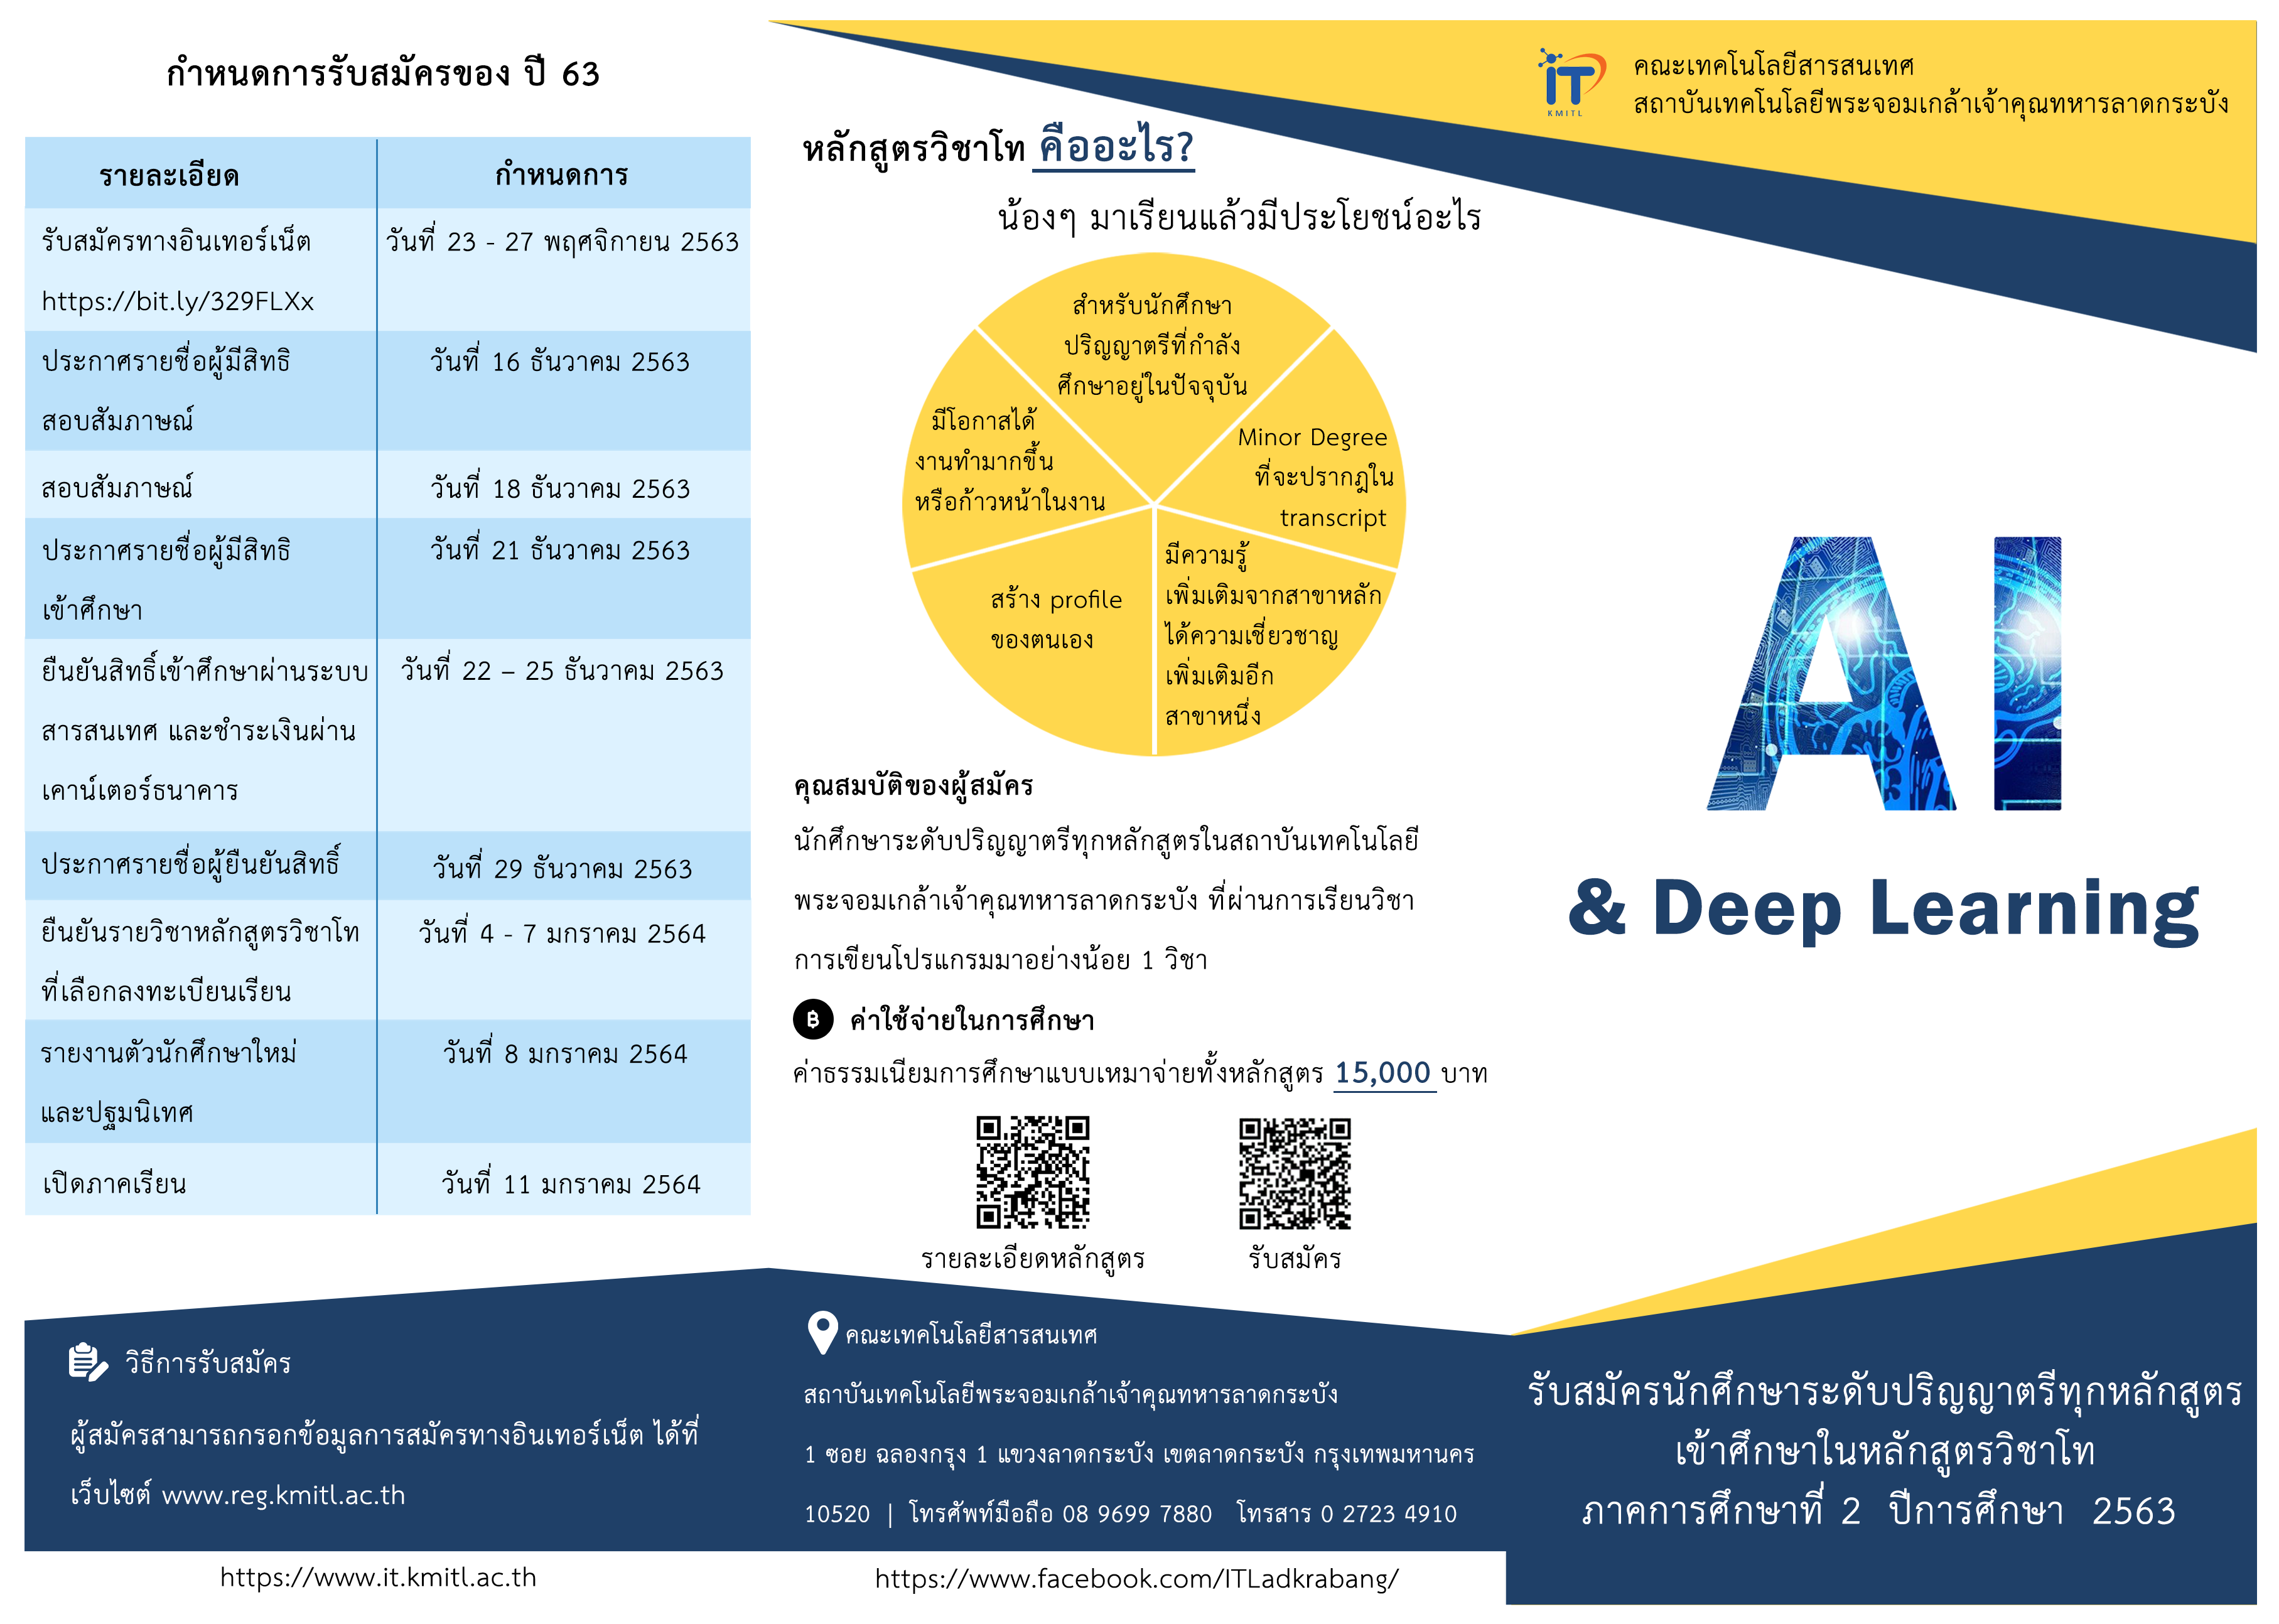 กำหนดการรับสมัครของ ปี 63
รายละเอียด กำหนดการ
รับสมัครทางอินเทอร์เน็ต วันที่ 23 - 27 พฤศจิกายน 2563
https://bit.ly/329FLXx
ประกาศรายชื่อผู้มีสิทธิ วันที่ 16 ธันวาคม 2563
สอบสัมภาษณ์
สอบสัมภาษณ์ วันที่ 18 ธันวาคม 2563
ประกาศรายชื่อผู้มีสิทธิ วันที่ 21 ธันวาคม 2563
เข้าศึกษา
ยืนยันสิทธิ์เข้าศึกษาผ่านระบบ วันที่ 22 – 25 ธันวาคม 2563
สารสนเทศ และชำระเงินผ่าน
เคาน์เตอร์ธนาคาร
ประกาศรายชื่อผู้ยืนยันสิทธิ์ วันที่ 29 ธันวาคม 2563
ยืนยันรายวิชาหลักสูตรวิชาโท วันที่ 4 - 7 มกราคม 2564
ที่เลือกลงทะเบียนเรียน
รายงานตัวนักศึกษาใหม่ วันที่ 8 มกราคม 2564
และปฐมนิเทศ
เปิดภาคเรียน วันที่ 11 มกราคม 2564
วิธีการรับสมัคร
ผู้สมัครสามารถกรอกข้อมูลการสมัครทางอินเทอร์เน็ต ได้ที่
เว็บไซต์ www.reg.kmitl.ac.th
https://www.it.kmitl.ac.th
หลักสูตรวิชาโท คืออะไร?
น้องๆ มาเรียนแล้วมีประโยชน์อะไร
สำหรับนักศึกษา
ปริญญาตรีที่กำลัง
ศึกษาอยู่ในปัจจุบัน
Minor Degree
ที่จะปรากฏใน
transcript
มีความรู้
เพิ่มเติมจากสาขาหลัก
ได้ความเชี่ยวชาญ
เพิ่มเติมอีก
สาขาหนึ่ง
สร้าง profile
ของตนเอง
มีโอกาสได้
งานทำมากขึ้น
หรือก้าวหน้าในงาน
คุณสมบัติของผู้สมัคร
นักศึกษาระดับปริญญาตรีทุกหลักสูตรในสถาบันเทคโนโลยี
พระจอมเกล้าเจ้าคุณทหารลาดกระบัง ที่ผ่านการเรียนวิชา
การเขียนโปรแกรมมาอย่างน้อย 1 วิชา
฿ ค่าใช้จ่ายในการศึกษา
ค่าธรรมเนียมการศึกษาแบบเหมาจ่ายทั้งหลักสูตร 15,000 บาท
รายละเอียดหลักสูตร รับสมัคร
คณะเทคโนโลยีสารสนเทศ
สถาบันเทคโนโลยีพระจอมเกล้าเจ้าคุณทหารลาดกระบัง
1 ซอย ฉลองกรุง 1 แขวงลาดกระบัง เขตลาดกระบัง กรุงเทพมหานคร
10520 | โทรศัพท์มือถือ 08 9699 7880 โทรสาร 0 2723 4910
https://www.facebook.com/ITLadkrabang/
iT
KMITL
คณะเทคโนโลยีสารสนเทศ
สถาบันเทคโนโลยีพระจอมเกล้าเจ้าคุณทหารลาดกระบัง
AI
& Deep Learning
รับสมัครนักศึกษาระดับปริญญาตรีทุกหลักสูตร
เข้าศึกษาในหลักสูตรวิชาโท
ภาคการศึกษาที่ 2 ปีการศึกษา 2563